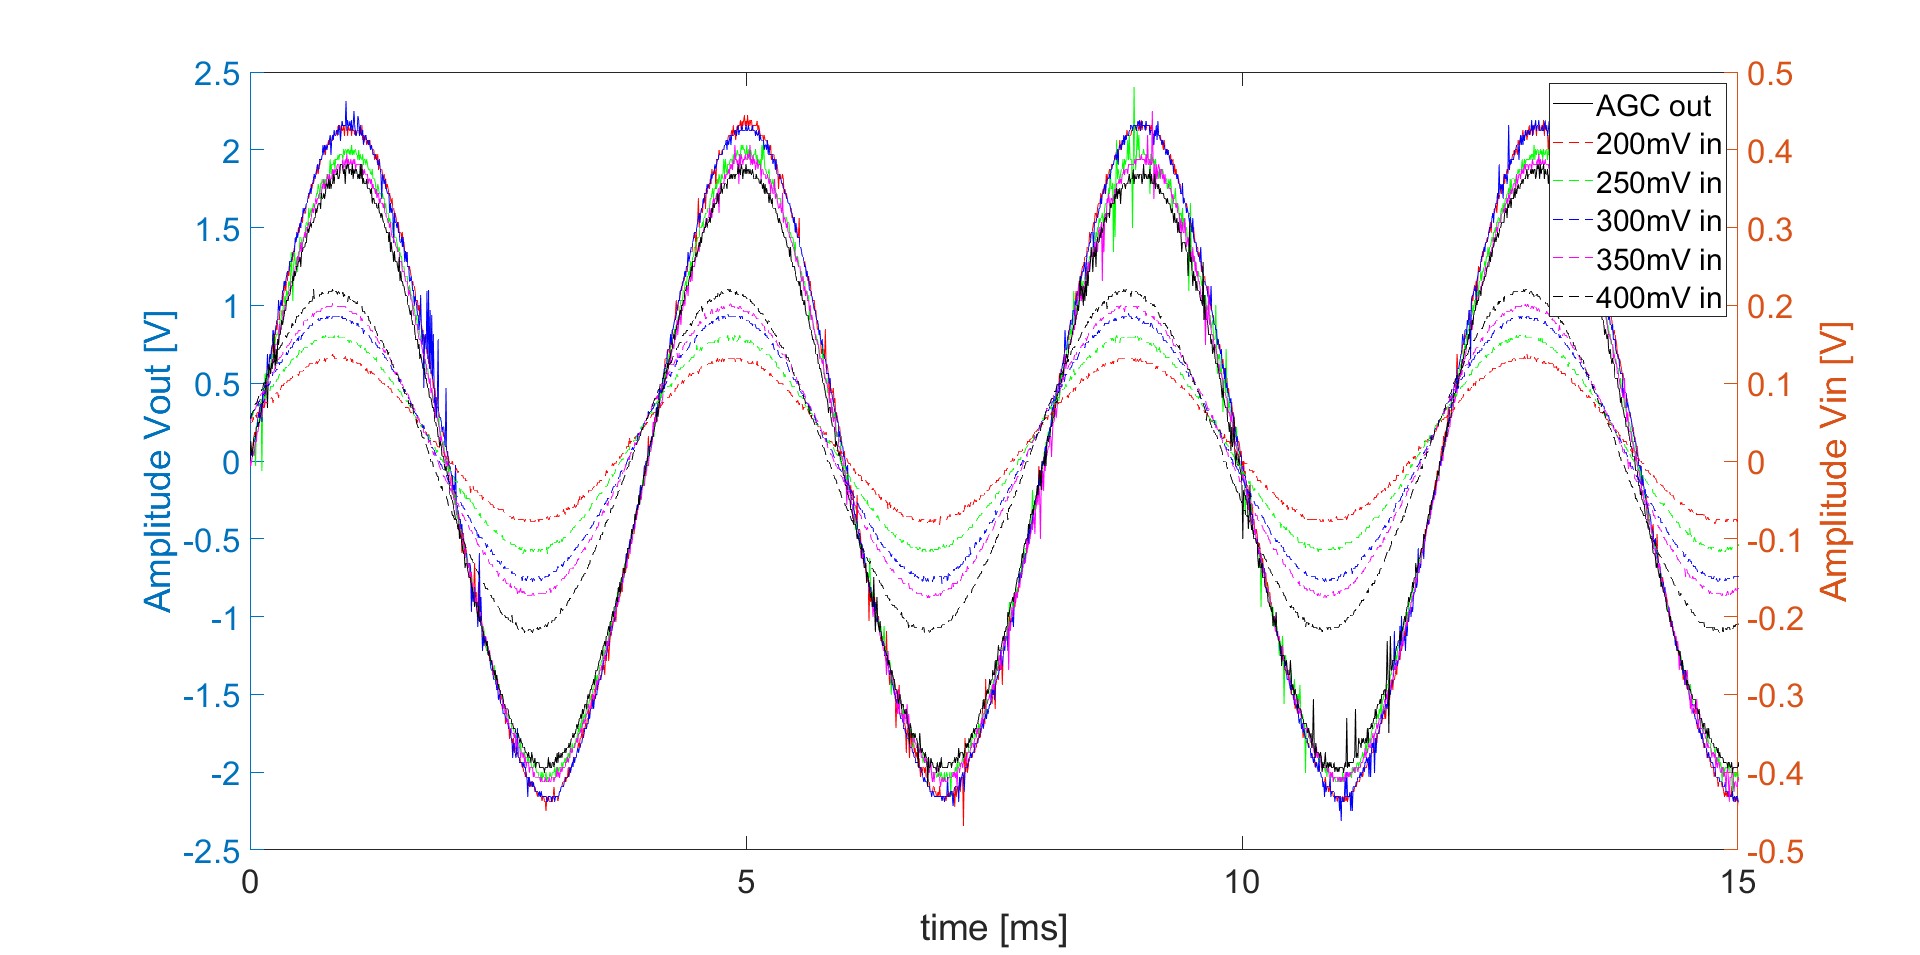 2.5
2
1.5
1
0.5
0
-0.5
-1
-1.5
-2
-2.5
Amplitude Vout [V]
0
5
10
15
time [ms]
0.5
0.4
0.3
0.2
0.1
0
-0.1
-0.2
-0.3
-0.4
-0.5
Amplitude Vin [V]
AGC out
200mV in
250mV in
300mV in
350mV in
400mV in